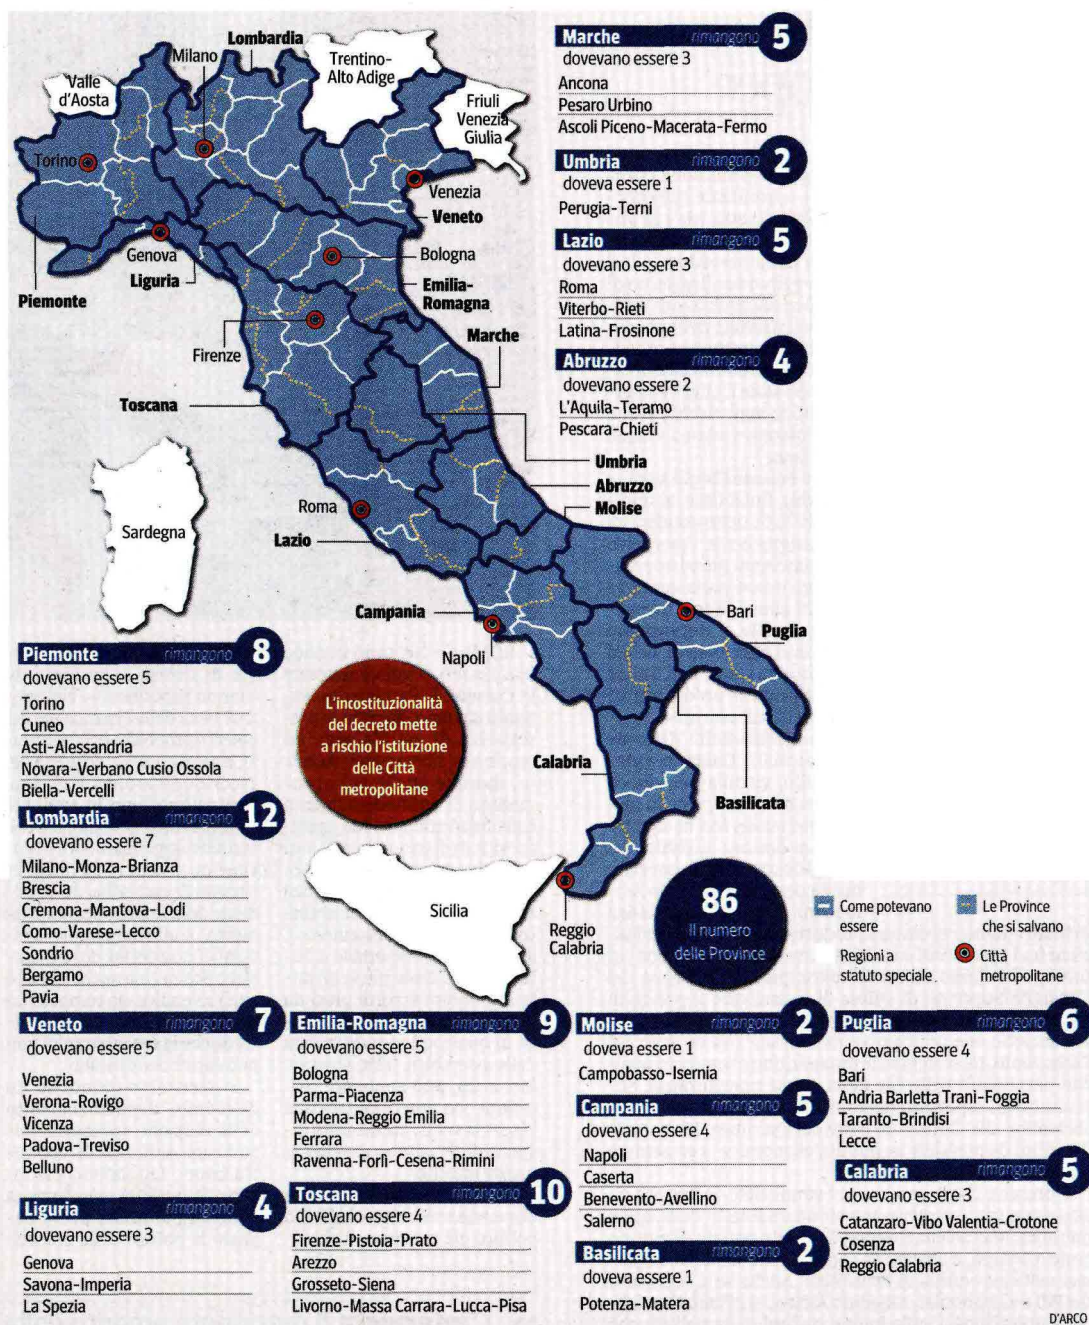 Lombardia
Milano
Trentino-
Alto Adige
Valle
d'Aosta
Friuli
Venezia
Giulia
Torino
Venezia
Veneto
Genova
Liguria
Bologna
Piemonte
Emilia-
Romagna
Marche
Firenze
Toscana
Umbria
Abruzzo
Molise
Roma
Sardegna
Lazio
Campania
Bari
Puglia
Napoli
Calabria
Basilicata
Sicilia
Reggio
Calabria
Marche rimangono 5
dovevano essere 3
Ancona
Pesaro Urbino
Ascoli Piceno-Macerata-Fermo
Umbria rimangono 2
doveva essere 1
Perugia-Terni
Lazio rimangono 5
dovevano essere 3
Roma
Viterbo-Rieti
Latina-Frosinone
Abruzzo rimangono 4
dovevano essere 2
L'Aquila-Teramo
Pescara-Chieti
Piemonte rimangono 8
dovevano essere 5
Torino
Cuneo
Asti-Alessandria
Novara-Verbano Cusio Ossola
Biella-Vercelli
Lombardia rimangono 12
dovevano essere 7
Milano-Monza-Brianza
Brescia
Cremona-Mantova-Lodi
Como-Varese-Lecco
Sondrio
Bergamo
Pavia
L'incostituzionalità
del decreto mette
a rischio l'istituzione
delle Città
metropolitane
86
Il numero
delle Province
Come potevano
essere
Le Province
che si salvano
Regioni a
statuto speciale
Città
metropolitane
Veneto rimangono 7
dovevano essere 5
Venezia
Verona-Rovigo
Vicenza
Padova-Treviso
Belluno
Liguria rimangono 4
dovevano essere 3
Genova
Savona-Imperia
La Spezia
Emilia-Romagna rimangono 9
dovevano essere 5
Bologna
Parma-Piacenza
Modena-Reggio Emilia
Ferrara
Ravenna-Forlì-Cesena-Rimini
Toscana rimangono 10
dovevano essere 4
Firenze-Pistoia-Prato
Arezzo
Grosseto-Siena
Livorno-Massa Carrara-Lucca-Pisa
Molise rimangono 2
doveva essere 1
Campobasso-Isernia
Campania rimangono 5
dovevano essere 4
Napoli
Caserta
Benevento-Avellino
Salerno
Basilicata rimangono 2
doveva essere 1
Potenza-Matera
Puglia rimangono 6
dovevano essere 4
Bari
Andria Barletta Trani-Foggia
Taranto-Brindisi
Lecce
Calabria rimangono 5
dovevano essere 3
Catanzaro-Vibo Valentia-Crotone
Cosenza
Reggio Calabria
D'ARCO